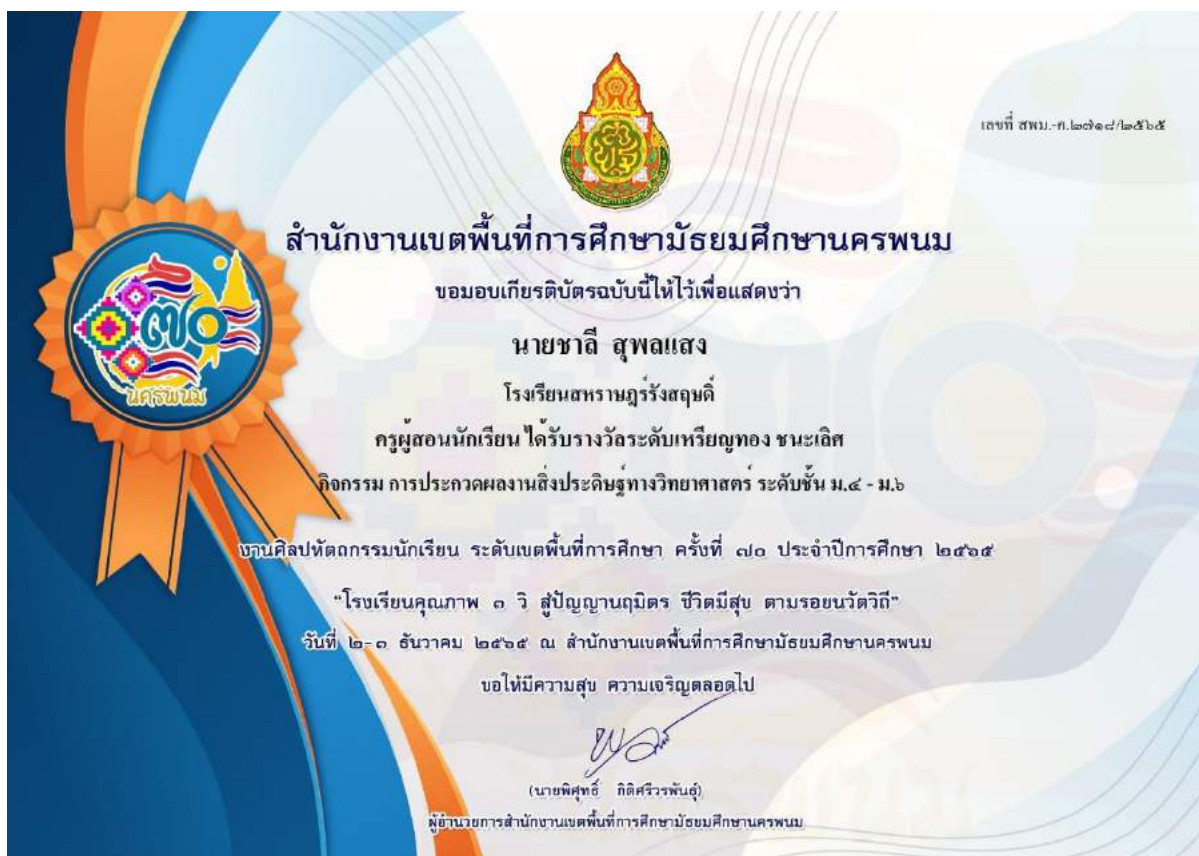 เลขที่ สพม.-ค.๒๗๑๘/๒๕๖๕
สำนักงานเขตพื้นที่การศึกษามัธยมศึกษานครพนม
ขอมอบเกียรติบัตรฉบับนี้ให้ไว้เพื่อแสดงว่า
นายชาลี สุพลแสง
โรงเรียนสหราษฎร์รังสฤษดิ์
ครูผู้สอนนักเรียน ได้รับรางวัลระดับเหรียญทอง ชนะเลิศ
กิจกรรม การประกวดผลงานสิ่งประดิษฐ์ทางวิทยาศาสตร์ ระดับชั้น ม.๔ - ม.๖
งานศิลปหัตถกรรมนักเรียน ระดับเขตพื้นที่การศึกษา ครั้งที่ ๗๐ ประจำปีการศึกษา ๒๕๖๕
“โรงเรียนคุณภาพ ๓ วิ สู่ปัญญานฤมิตร ชีวิตมีสุข ตามรอยนวัตวิถี”
วันที่ ๒-๓ ธันวาคม ๒๕๖๕ ณ สำนักงานเขตพื้นที่การศึกษามัธยมศึกษานครพนม
ขอให้มีความสุข ความเจริญตลอดไป
(นายพิศุทธิ์ กิติศรีวรพันธุ์)
ผู้อำนวยการสำนักงานเขตพื้นที่การศึกษามัธยมศึกษานครพนม
๗๐
นครพนม